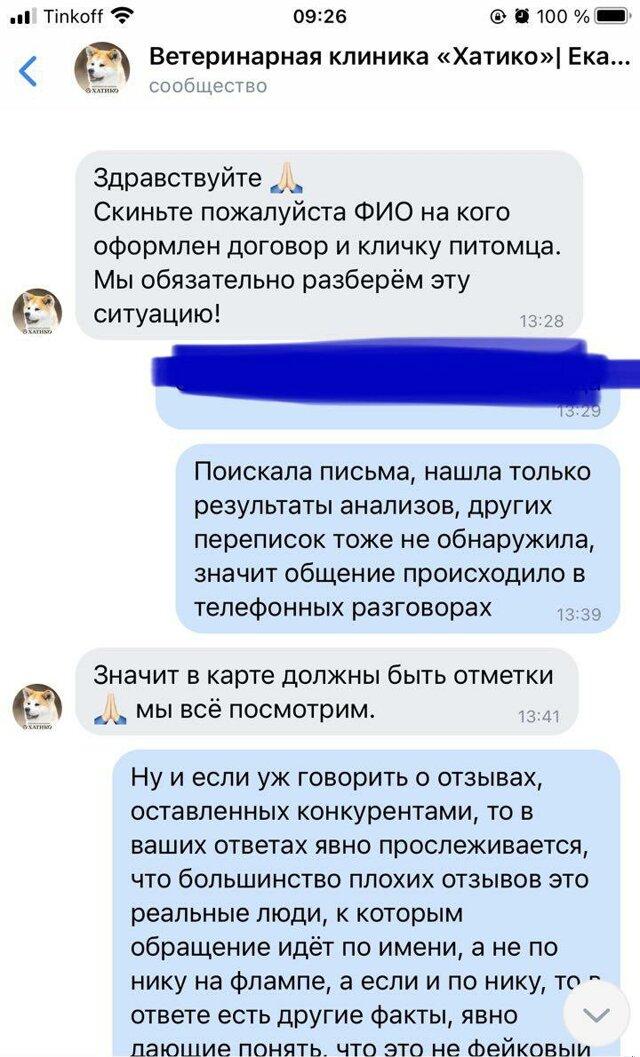 Tinkoff 09:26 100 %
Ветеринарная клиника «Хатико»| Ека...
сообщество
Здравствуйте 🙏🏻
Скиньте пожалуйста ФИО на кого
оформлен договор и кличку питомца.
Мы обязательно разберём эту
ситуацию!
13:28
13:29
Поискала письма, нашла только
результаты анализов, других
переписок тоже не обнаружила,
значит общение происходило в
телефонных разговорах
13:39
Значит в карте должны быть отметки
🙏🏻 мы всё посмотрим.
13:41
Ну и если уж говорить о отзывах,
оставленных конкурентами, то в
ваших ответах явно прослеживается,
что большинство плохих отзывов это
реальные люди, к которым
обращение идёт по имени, а не по
нику на флампе, а если и по нику, то в
ответе есть другие факты, явно
дающие понять, что это не фейковый